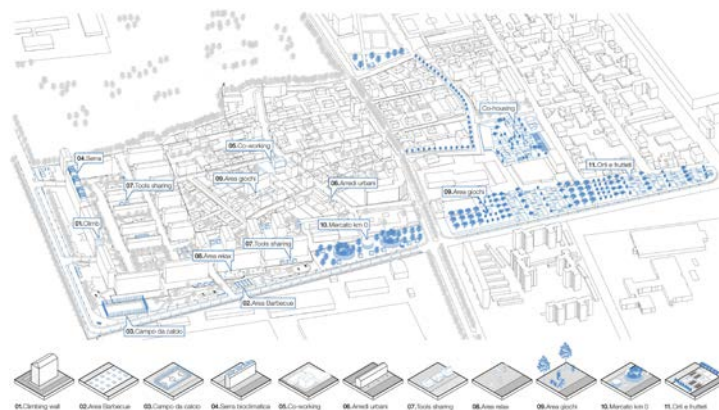 Co-housing
05.Co-working
04.Serra
11.Orti e frutteti
07.Tools sharing
09.Area giochi
06.Arredi urbani
09.Area giochi
01.Climb
10.Mercato km 0
07.Tools sharing
08.Area relax
02.Area Barbecue
03.Campo da calcio
01.Climbing wall
02.Area Barbecue
03.Campo da calcio
04.Serra bioclimatica
05.Co-working
06.Arredi urbani
07.Tools sharing
08.Area relax
09.Area giochi
10.Mercato km 0
11.Orti e frutteti